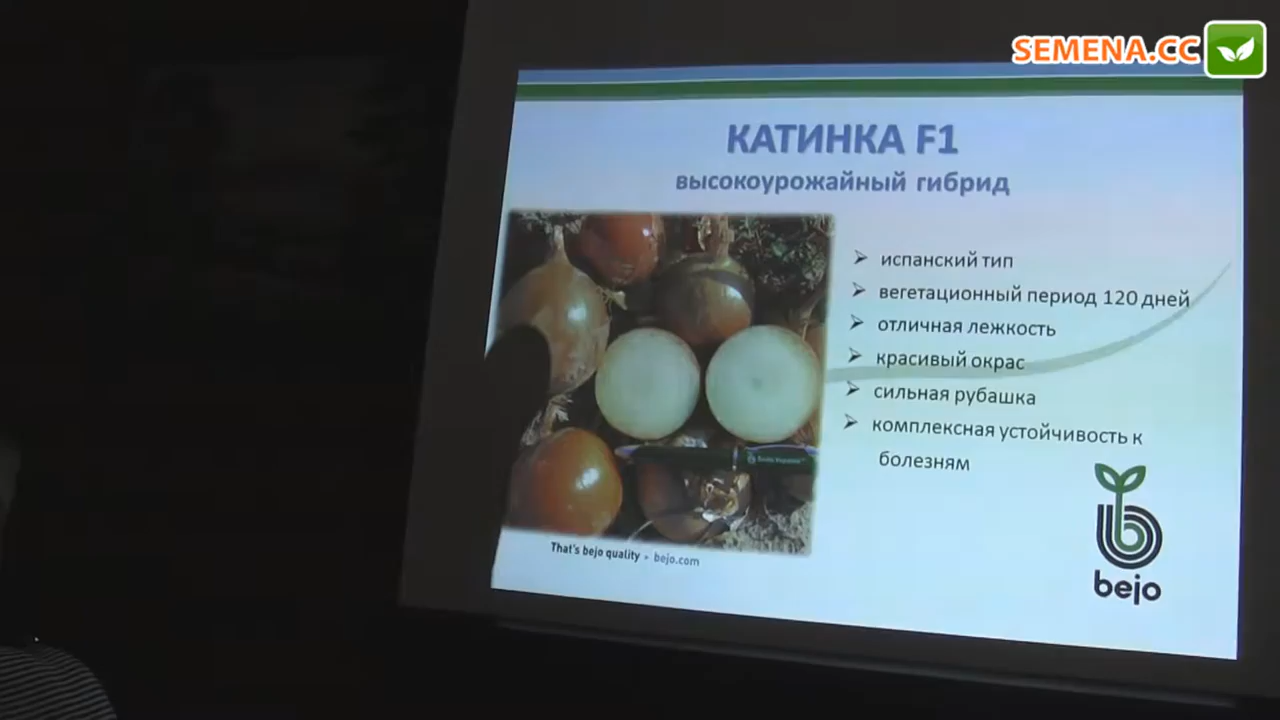 SEMENA.CC
КАТИНКА F1
высокоурожайный гибрид
испанский тип
вегетационный период 120 дней
отличная лежкость
красивый окрас
сильная рубашка
комплексная устойчивость к
болезням
That's bejo quality • bejo.com
bejo